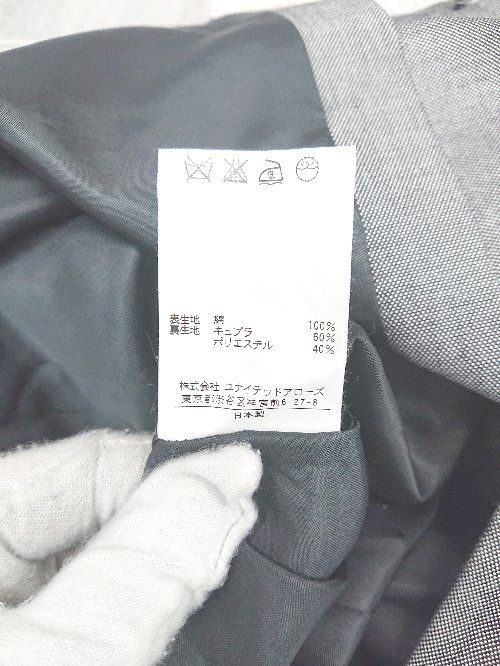 表生地 綿 100%
裏生地 キュプラ 60%
ポリエステル 40%
株式会社 ユナイテッドアローズ
東京都渋谷区神宮前6-27-8
日本製